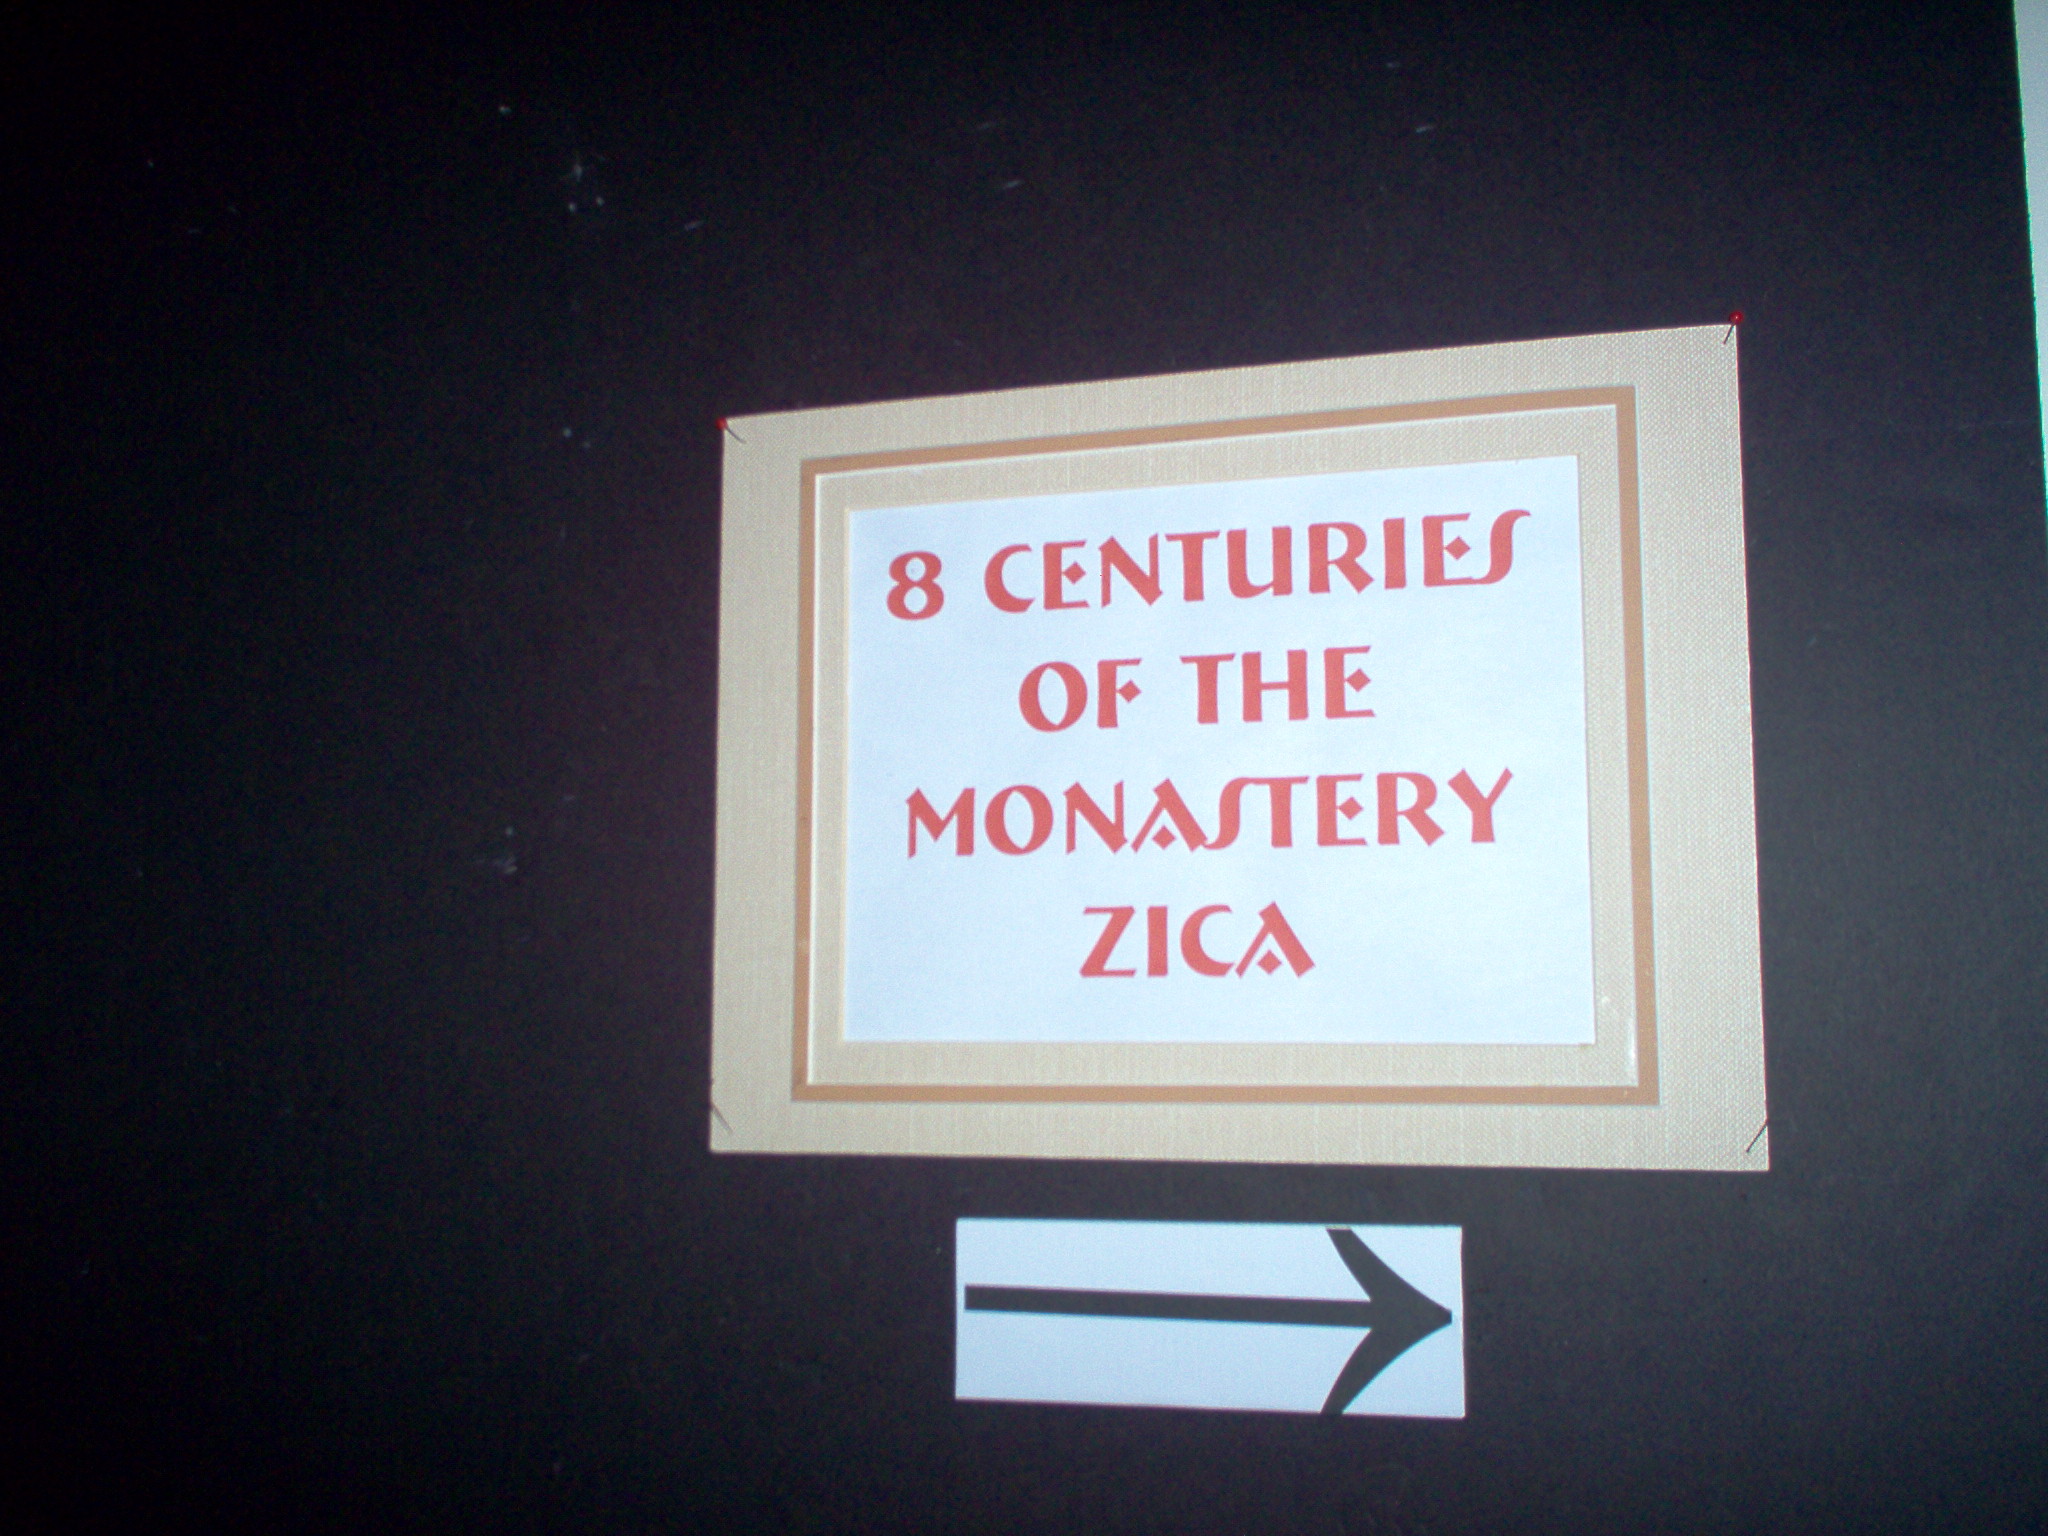 8 CENTURIES
OF THE
MONASTERY
ZICA